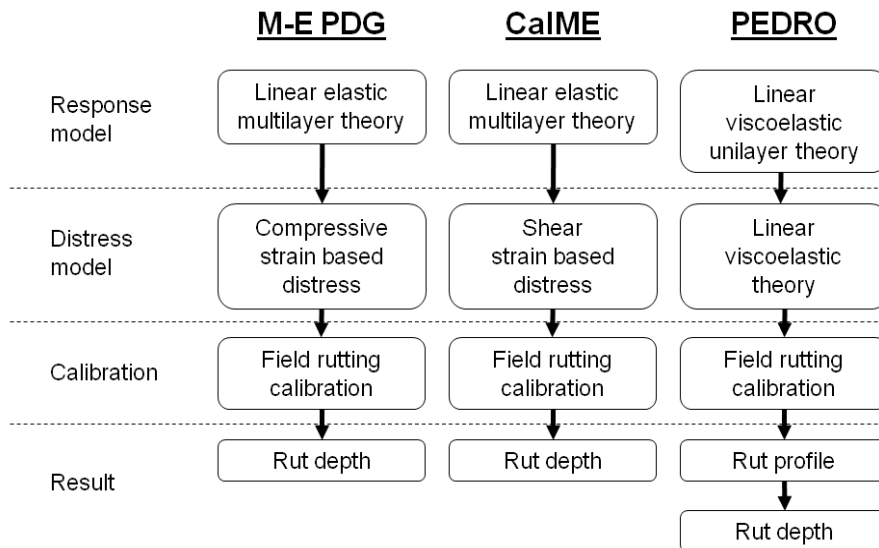 M-E PDG
CalME
PEDRO
Response
model
Linear elastic
multilayer theory
Linear elastic
multilayer theory
Linear
viscoelastic
unilayer theory
Distress
model
Compressive
strain based
distress
Shear
strain based
distress
Linear
viscoelastic
theory
Calibration
Field rutting
calibration
Field rutting
calibration
Field rutting
calibration
Result
Rut depth
Rut depth
Rut profile
Rut depth